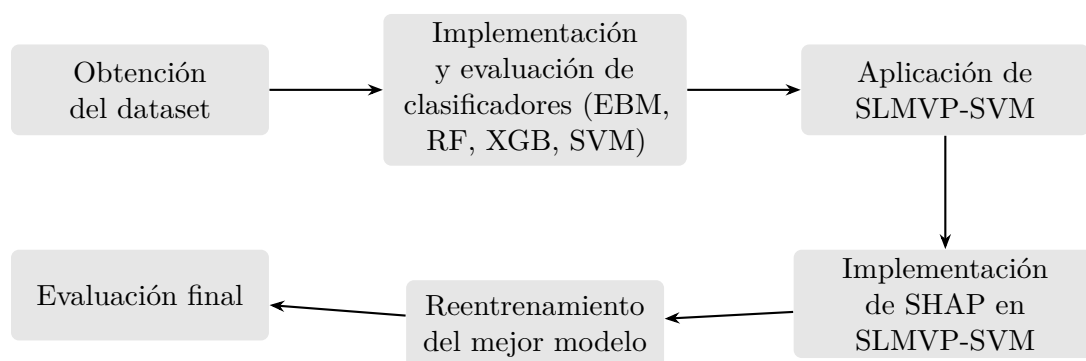 Obtención
del dataset
Implementación
y evaluación de
clasificadores (EBM,
RF, XGB, SVM)
Aplicación de
SLMVP-SVM
Implementación
de SHAP en
SLMVP-SVM
Reentrenamiento
del mejor modelo
Evaluación final